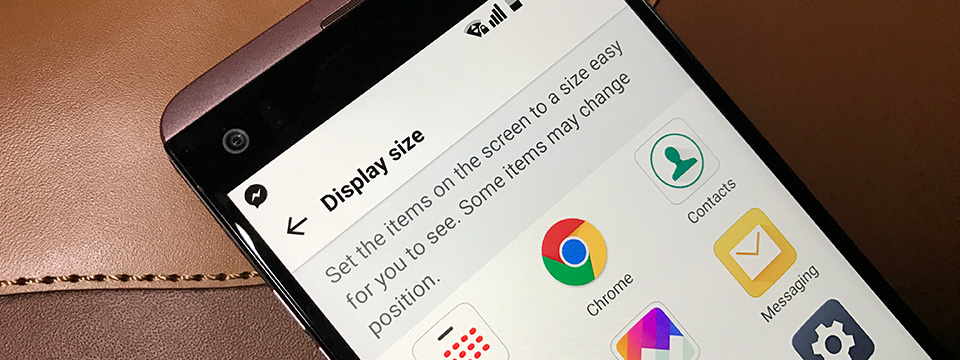 Display size
Set the items on the screen to a size easy
for you to see. Some items may change
position.
Contacts
Chrome
Messaging